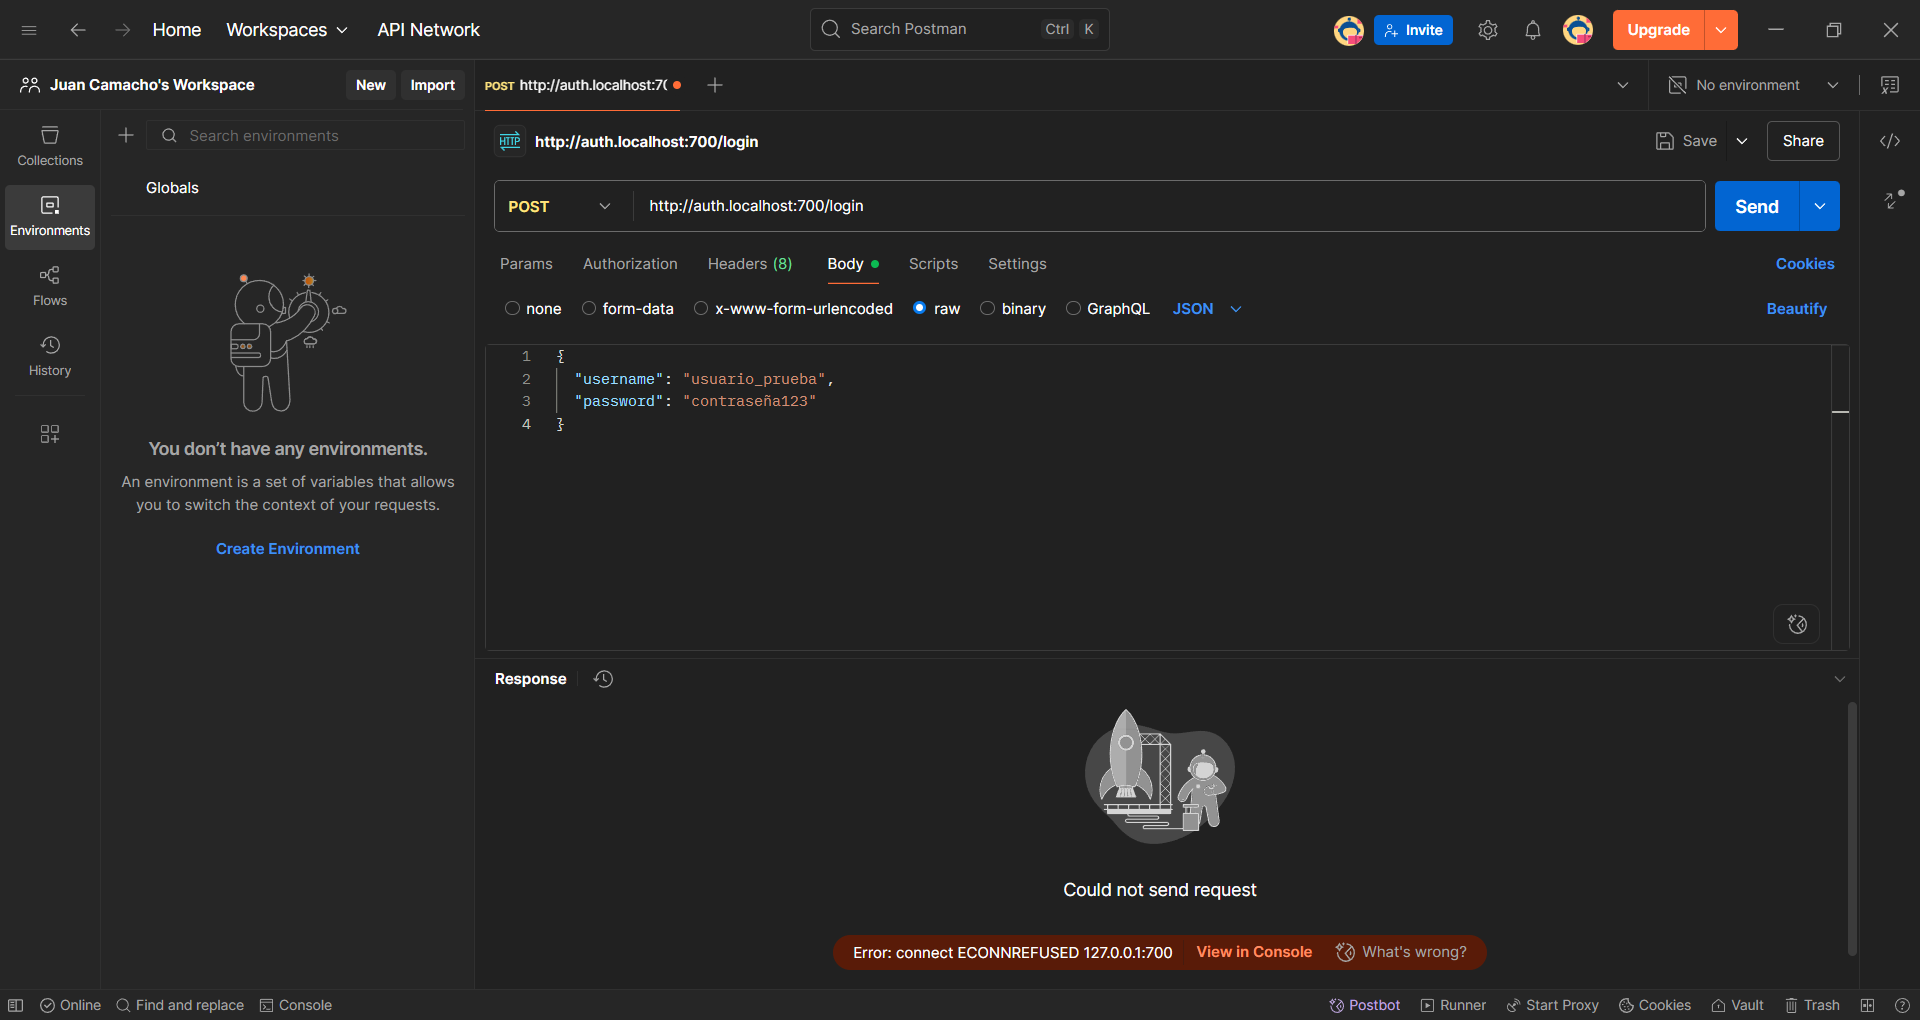 Home Workspaces API Network Search Postman Ctrl K Invite Upgrade
Juan Camacho's Workspace New Import POST http://auth.localhost:70 No environment
Search environments
Globals
Collections
Environments
Flows
History
You don't have any environments.
An environment is a set of variables that allows
you to switch the context of your requests.
Create Environment
HTTP http://auth.localhost:700/login Save Share
POST http://auth.localhost:700/login Send
Params Authorization Headers (8) Body Scripts Settings Cookies
none form-data x-www-form-urlencoded raw binary GraphQL JSON Beautify
1 {
2 "username": "usuario_prueba",
3 "password": "contraseña123"
4 }
Response
Could not send request
Error: connect ECONNREFUSED 127.0.0.1:700 View in Console What's wrong?
Online Find and replace Console Postbot Runner Start Proxy Cookies Vault Trash